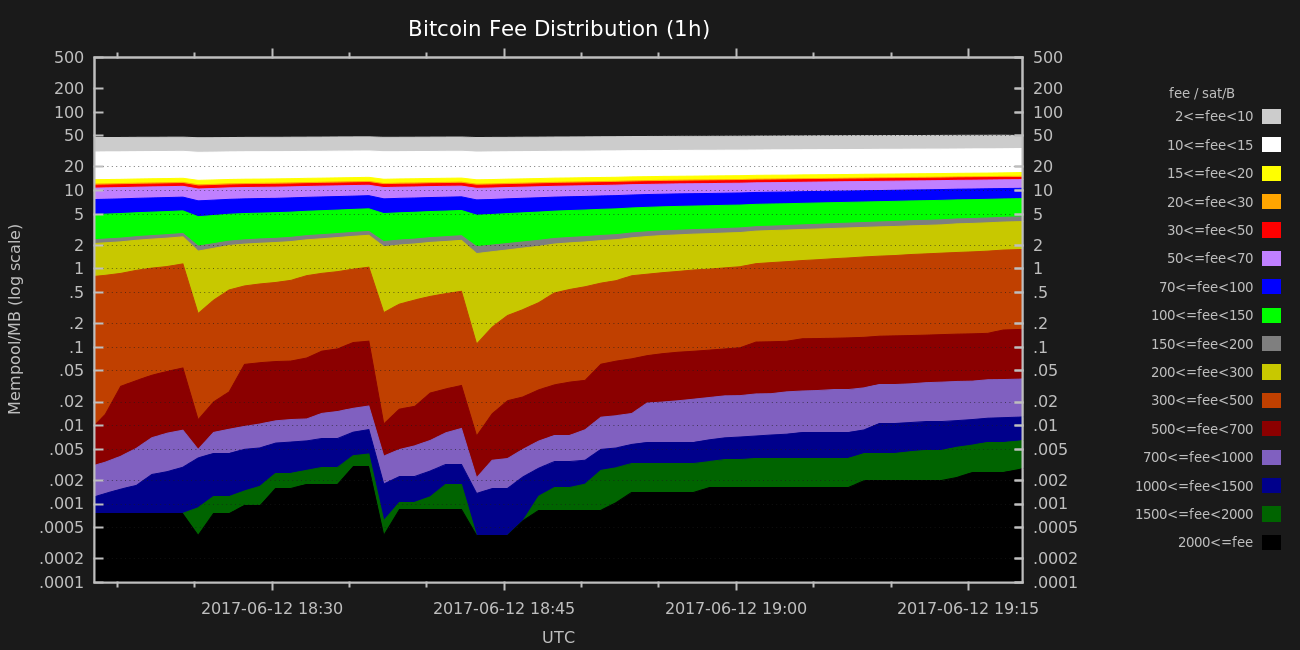 Bitcoin Fee Distribution (1h)
500
200
100
50
20
10
5
2
1
.5
.2
.1
.05
.02
.01
.005
.002
.001
.0005
.0002
.0001
Mempool/MB (log scale)
500
200
100
50
20
10
5
2
1
.5
.2
.1
.05
.02
.01
.005
.002
.001
.0005
.0002
.0001
2017-06-12 18:30
2017-06-12 18:45
2017-06-12 19:00
2017-06-12 19:15
UTC
fee / sat/B
2<=fee<10
10<=fee<15
15<=fee<20
20<=fee<30
30<=fee<50
50<=fee<70
70<=fee<100
100<=fee<150
150<=fee<200
200<=fee<300
300<=fee<500
500<=fee<700
700<=fee<1000
1000<=fee<1500
1500<=fee<2000
2000<=fee